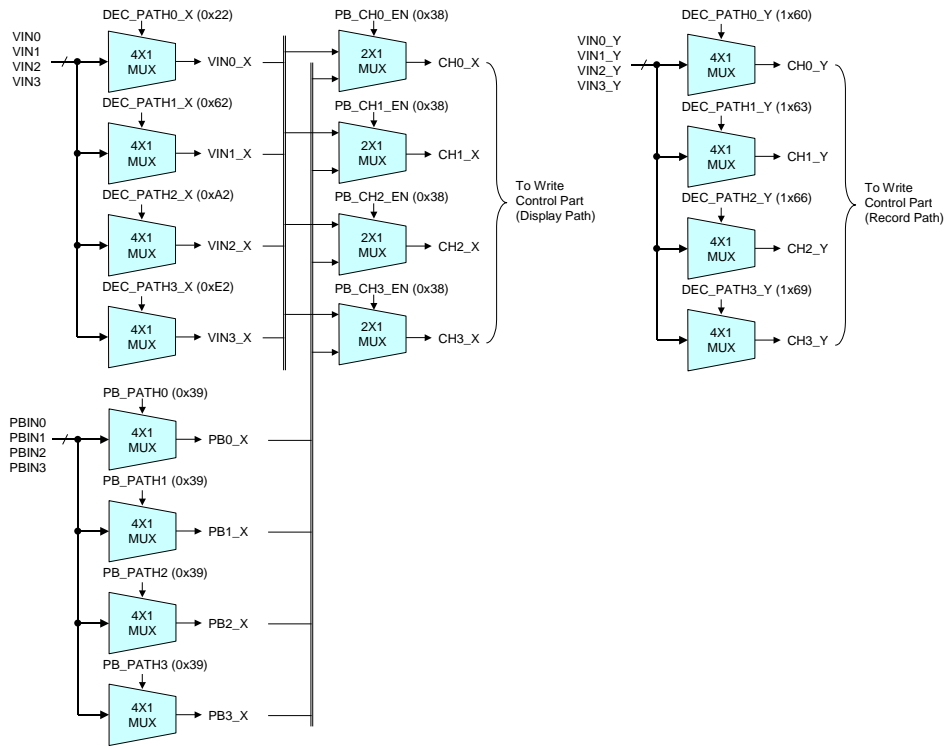 DEC_PATH0_X (0x22)
VIN0
VIN1
VIN2
VIN3
4X1
MUX
VIN0_X
DEC_PATH1_X (0x62)
4X1
MUX
VIN1_X
DEC_PATH2_X (0xA2)
4X1
MUX
VIN2_X
DEC_PATH3_X (0xE2)
4X1
MUX
VIN3_X
PB_PATH0 (0x39)
PBIN0
PBIN1
PBIN2
PBIN3
4X1
MUX
PB0_X
PB_PATH1 (0x39)
4X1
MUX
PB1_X
PB_PATH2 (0x39)
4X1
MUX
PB2_X
PB_PATH3 (0x39)
4X1
MUX
PB3_X
PB_CH0_EN (0x38)
2X1
MUX
CH0_X
PB_CH1_EN (0x38)
2X1
MUX
CH1_X
PB_CH2_EN (0x38)
2X1
MUX
CH2_X
PB_CH3_EN (0x38)
2X1
MUX
CH3_X
To Write
Control Part
(Display Path)
DEC_PATH0_Y (1x60)
VIN0_Y
VIN1_Y
VIN2_Y
VIN3_Y
4X1
MUX
CH0_Y
DEC_PATH1_Y (1x63)
4X1
MUX
CH1_Y
DEC_PATH2_Y (1x66)
4X1
MUX
CH2_Y
DEC_PATH3_Y (1x69)
4X1
MUX
CH3_Y
To Write
Control Part
(Record Path)